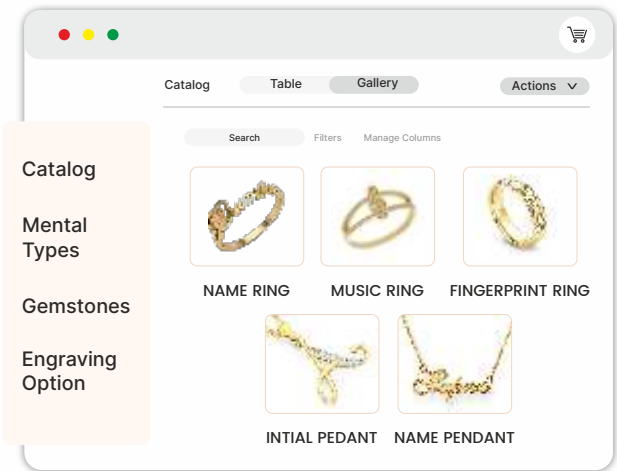 Catalog
Table
Gallery
Actions
Search
Filters
Manage Columns
Catalog
Mental
Types
Gemstones
Engraving
Option
NAME RING
MUSIC RING
FINGERPRINT RING
INTIAL PEDANT
NAME PENDANT